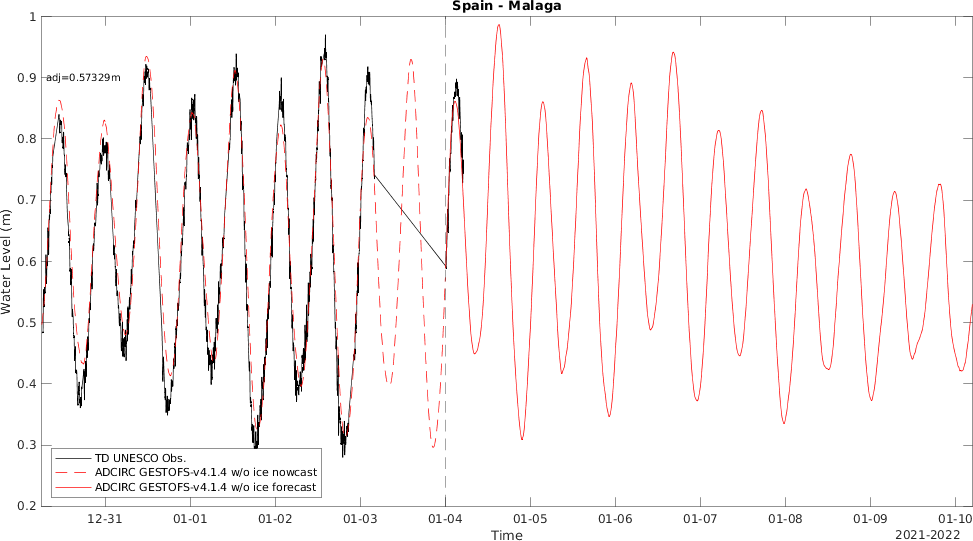 Spain - Malaga
1
0.9
0.8
0.7
0.6
0.5
0.4
0.3
0.2
Water Level (m)
adj=0.57329m
TD UNESCO Obs.
ADCIRC GESTOFS-v4.1.4 w/o ice nowcast
ADCIRC GESTOFS-v4.1.4 w/o ice forecast
12-31 01-01 01-02 01-03 01-04 01-05 01-06 01-07 01-08 01-09 01-10
Time
2021-2022